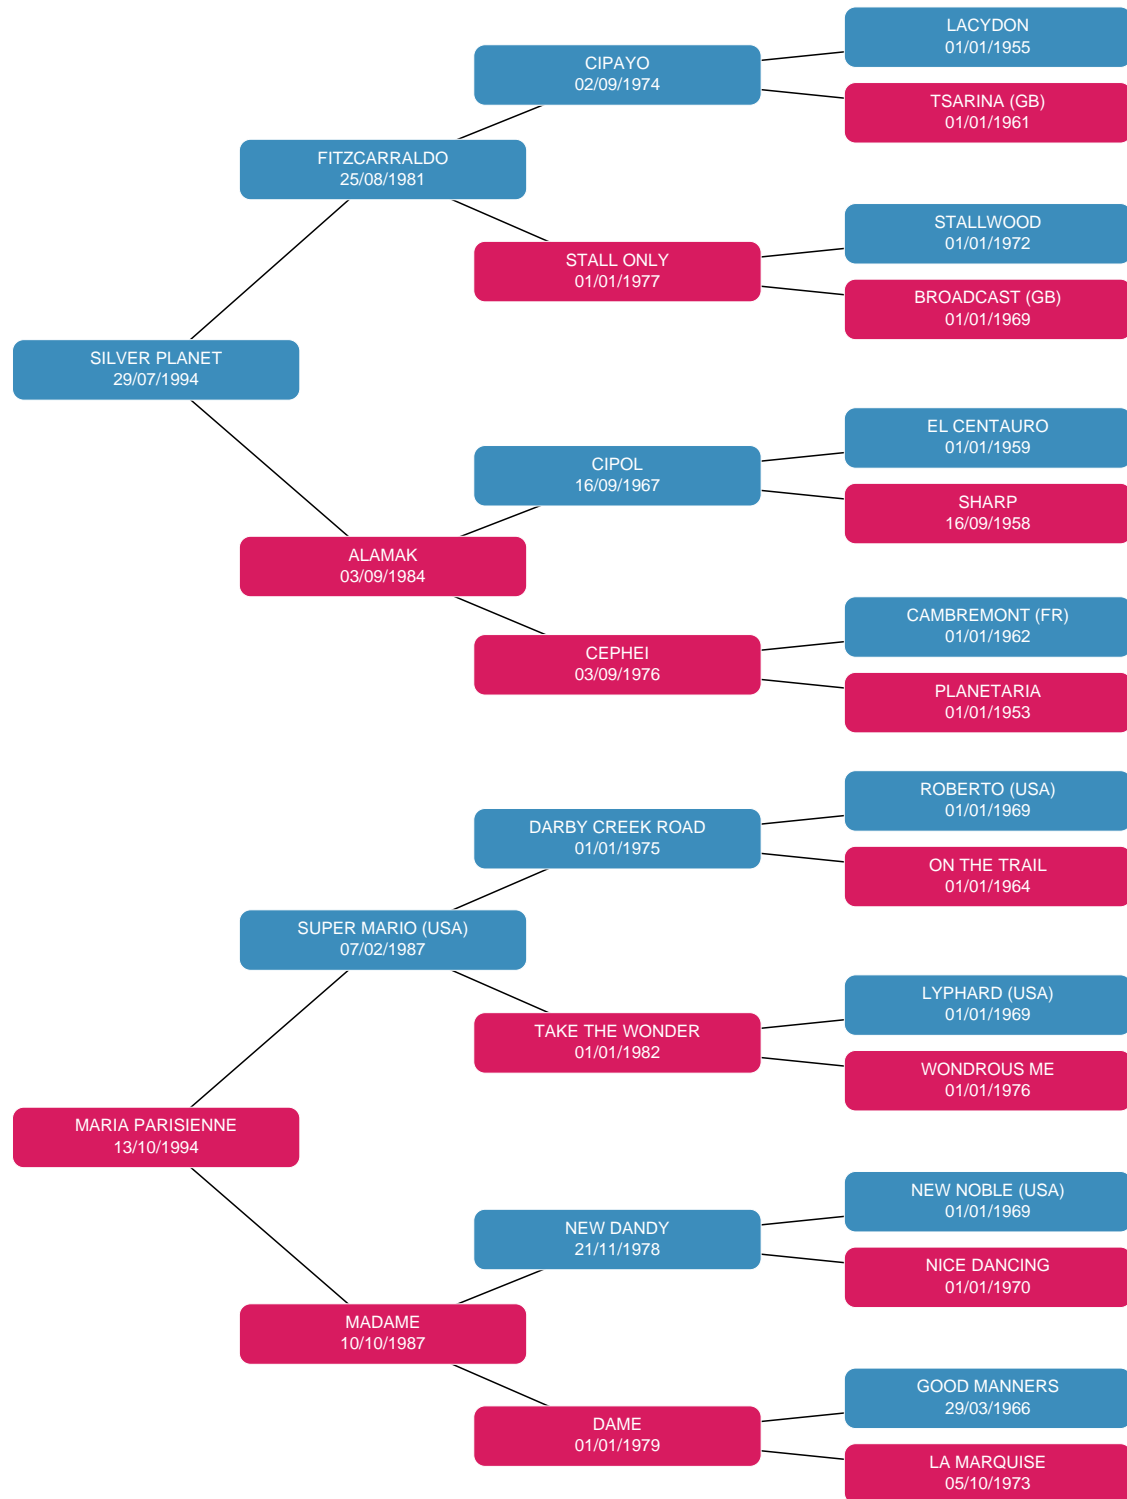 LACYDON
01/01/1955
CIPAYO
02/09/1974
TSARINA (GB)
01/01/1961
FITZCARRALDO
25/08/1981
STALLWOOD
01/01/1972
STALL ONLY
01/01/1977
BROADCAST (GB)
01/01/1969
SILVER PLANET
29/07/1994
EL CENTAURO
01/01/1959
CIPOL
16/09/1967
SHARP
16/09/1958
ALAMAK
03/09/1984
CAMBREMONT (FR)
01/01/1962
CEPHEI
03/09/1976
PLANETARIA
01/01/1953
ROBERTO (USA)
01/01/1969
DARBY CREEK ROAD
01/01/1975
ON THE TRAIL
01/01/1964
SUPER MARIO (USA)
07/02/1987
LYPHARD (USA)
01/01/1969
TAKE THE WONDER
01/01/1982
WONDROUS ME
01/01/1976
MARIA PARISIENNE
13/10/1994
NEW NOBLE (USA)
01/01/1969
NEW DANDY
21/11/1978
NICE DANCING
01/01/1970
MADAME
10/10/1987
GOOD MANNERS
29/03/1966
DAME
01/01/1979
LA MARQUISE
05/10/1973